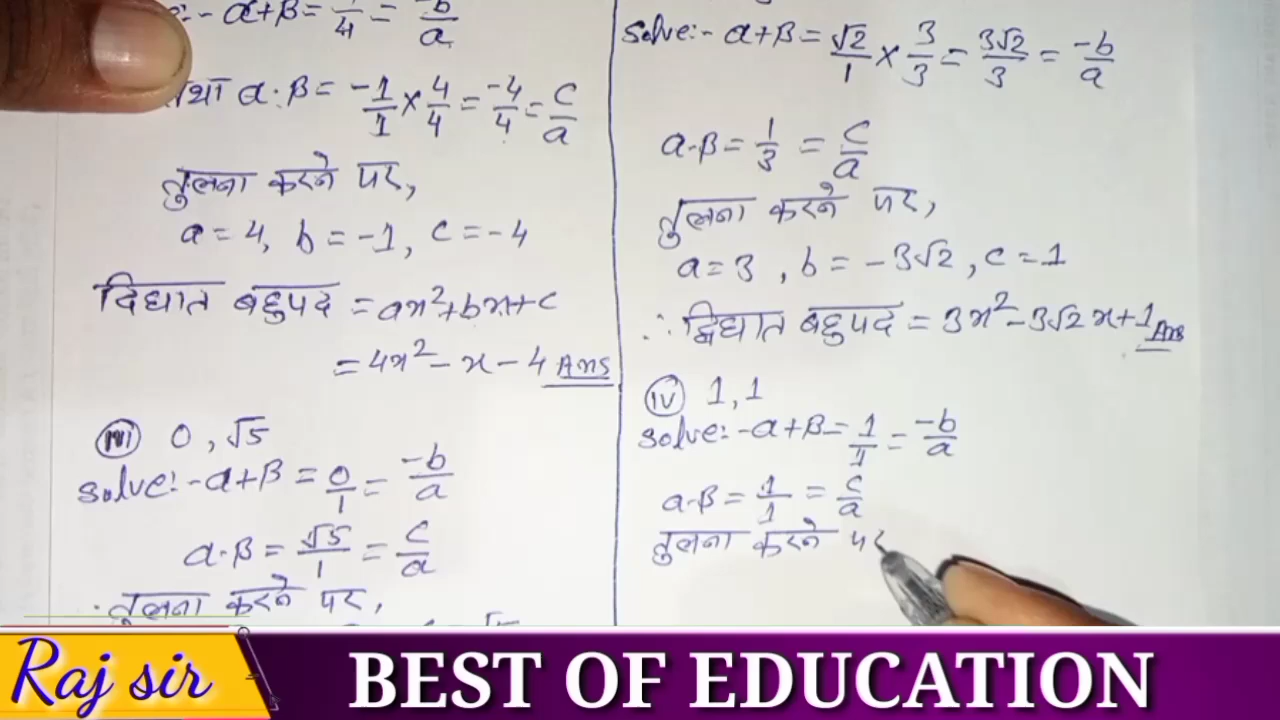 α+β = 1/4 = -b/a
तथा α·β = -1/1 × 4/4 = -4/4 = c/a
तुलना करने पर,
a = 4, b = -1, c = -4
दिघात बहुपद = ax²+bx+c
= 4x² - x - 4 Ans
(iii) 0, √5
Solve:- α+β = 0/1 = -b/a
α·β = √5/1 = c/a
तुलना करने पर,
Solve:- α+β = √2/1 × 3/3 = 3√2/3 = -b/a
α·β = 1/3 = c/a
तुलना करने पर,
a = 3, b = -3√2, c = 1
∴ द्विघात बहुपद = 3x² - 3√2x + 1 Ans
(iv) 1, 1
Solve:- α+β = 1/1 = -b/a
α·β = 1/1 = c/a
तुलना करने पर
Raj sir
BEST OF EDUCATION